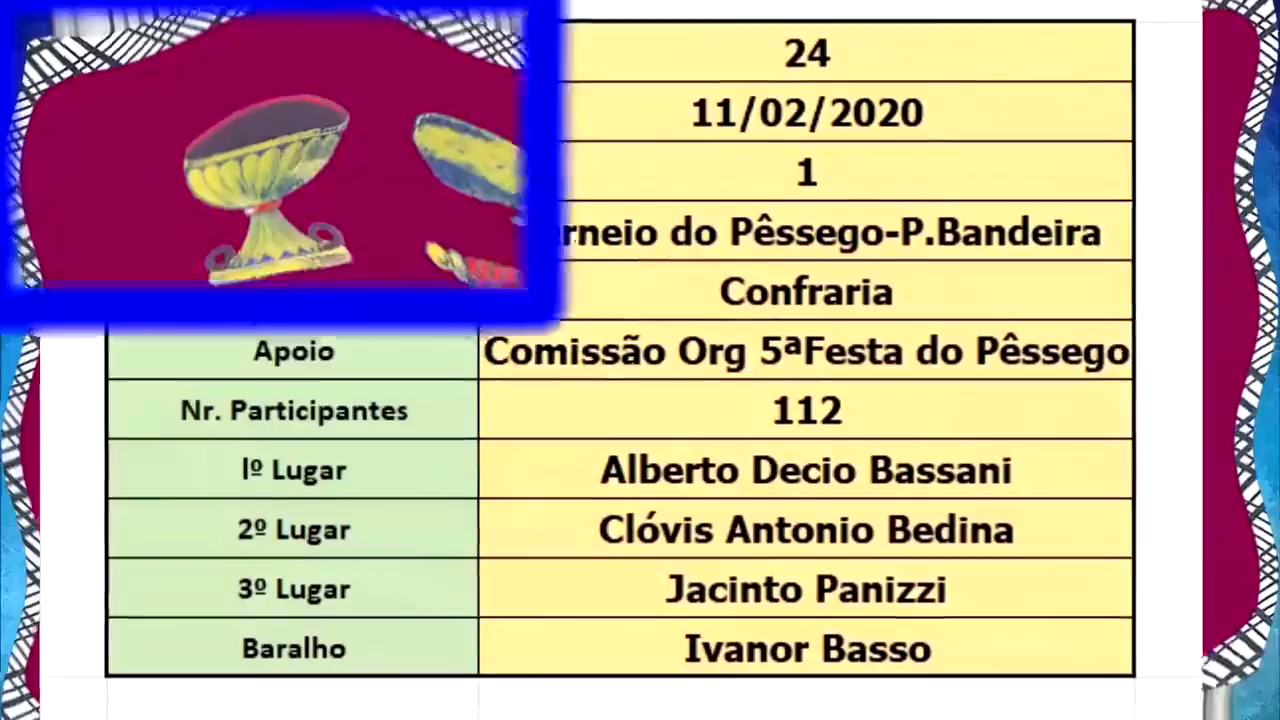 24
11/02/2020
1
do Pêssego-P.Bandeira
Confraria
Apoio Comissão Org 5ªFesta do Pêssego
Nr. Participantes 112
lº Lugar Alberto Decio Bassani
2º Lugar Clóvis Antonio Bedina
3º Lugar Jacinto Panizzi
Baralho Ivanor Basso